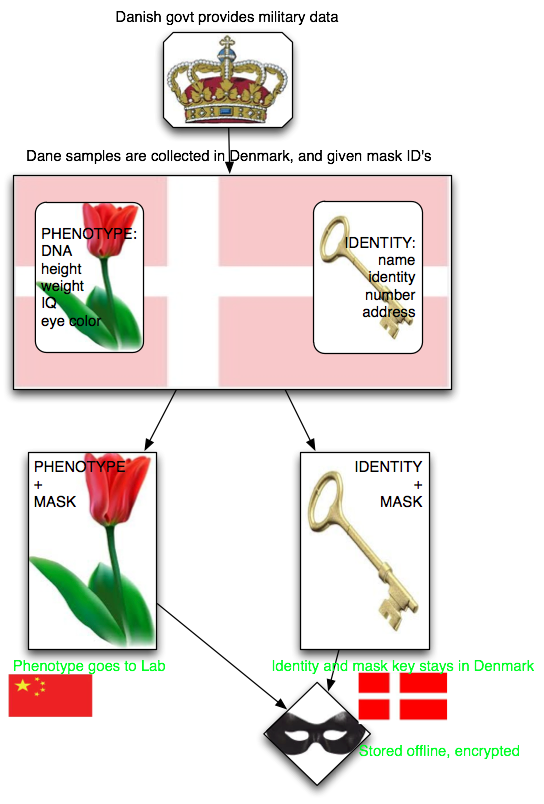 Danish govt provides military data
Dane samples are collected in Denmark, and given mask ID's
PHENOTYPE:
DNA
height
weight
IQ
eye color
IDENTITY:
name
identity
number
address
PHENOTYPE
+
MASK
IDENTITY
+
MASK
Phenotype goes to Lab
Identity and mask key stays in Denmark
Stored offline, encrypted